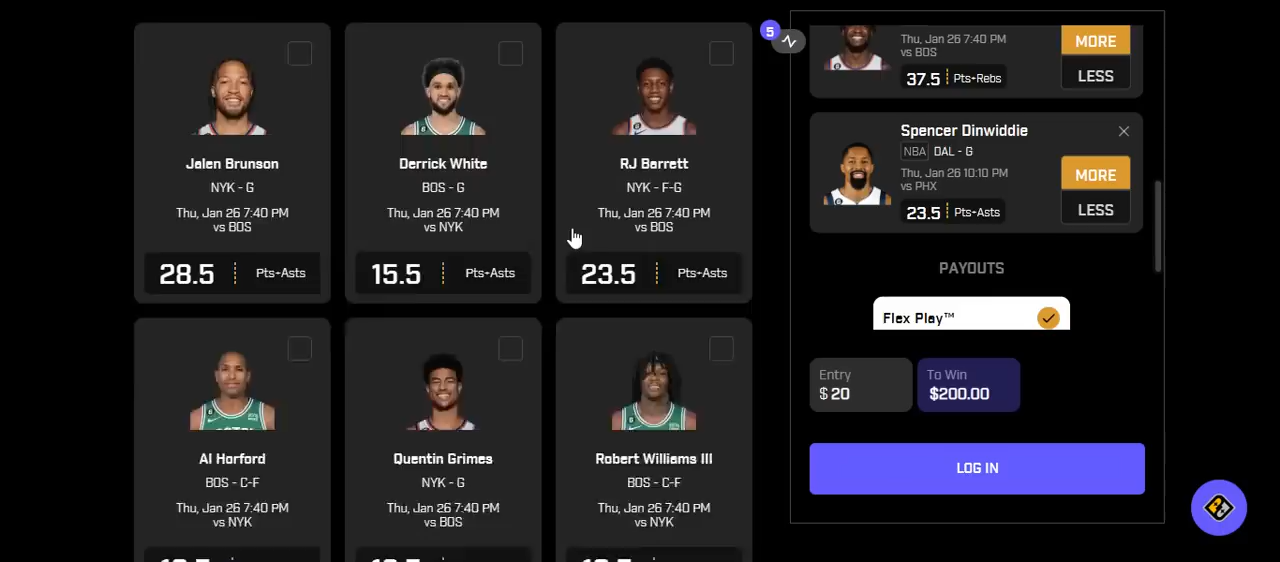 Jalen Brunson
NYK - G
Thu, Jan 26 7:40 PM
vs BOS
28.5
Pts+Asts
Derrick White
BOS - G
Thu, Jan 26 7:40 PM
vs NYK
15.5
Pts+Asts
RJ Barrett
NYK - F-G
Thu, Jan 26 7:40 PM
vs BOS
23.5
Pts+Asts
Al Horford
BOS - C-F
Thu, Jan 26 7:40 PM
vs NYK
Quentin Grimes
NYK - G
Thu, Jan 26 7:40 PM
vs BOS
Robert Williams III
BOS - C-F
Thu, Jan 26 7:40 PM
vs NYK
5
Thu, Jan 26 7:40 PM
vs BOS
37.5
Pts+Rebs
MORE
LESS
Spencer Dinwiddie
NBA DAL - G
Thu, Jan 26 10:10 PM
vs PHX
23.5
Pts+Asts
MORE
LESS
PAYOUTS
Flex Play™
Entry
$ 20
To Win
$200.00
LOG IN